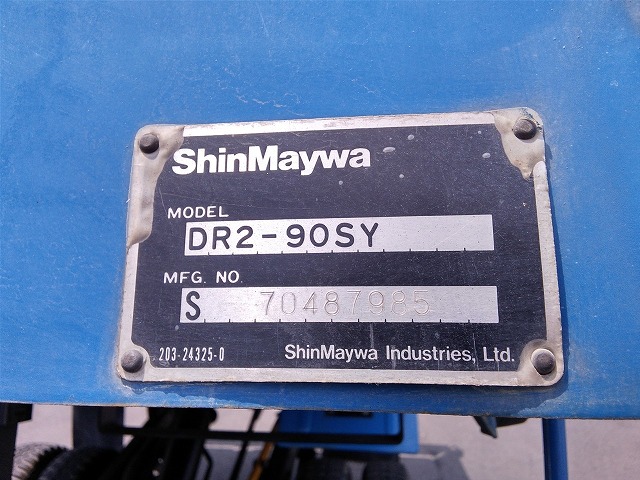 ShinMaywa
MODEL
DR2-90SY
MFG. NO.
S 70487985
203-24325-0 ShinMaywa Industries, Ltd.